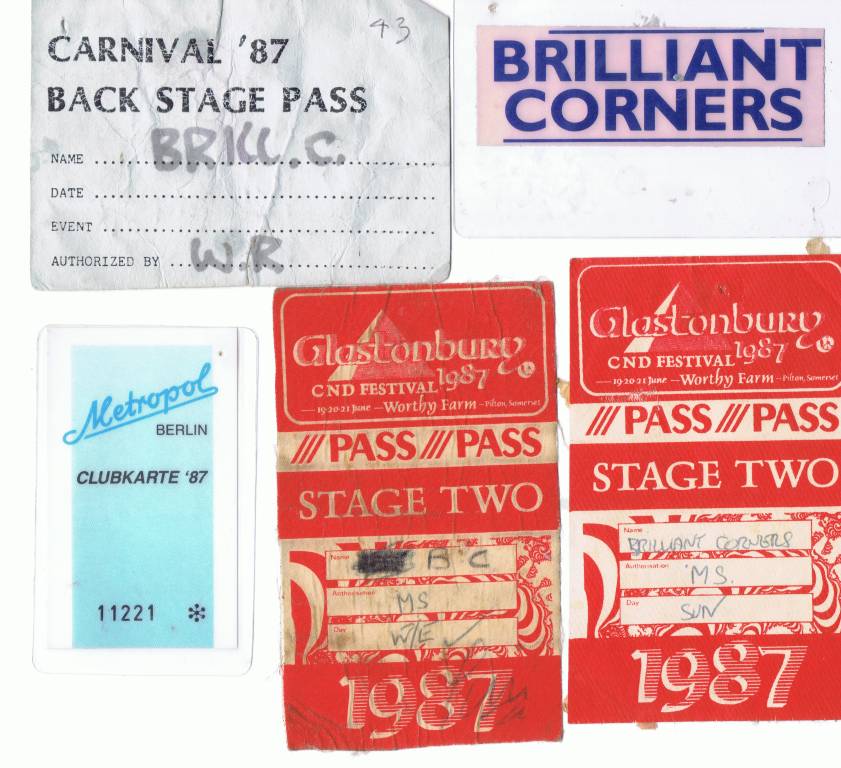 43
CARNIVAL '87
BACK STAGE PASS
NAME BRILL.C.
DATE
EVENT
AUTHORIZED BY W.R
BRILLIANT
CORNERS
Metropol
BERLIN
CLUBKARTE '87
11221 *
Glastonbury
CND FESTIVAL 1987
19·20·21 June — Worthy Farm — Pilton, Somerset
/// PASS /// PASS
STAGE TWO
Name B C
Authorisation
MS
Day
W/E
1987
Glastonbury
CND FESTIVAL 1987
19·20·21 June — Worthy Farm — Pilton, Somerset
/// PASS /// PASS
STAGE TWO
Name
BRILLIANT CORNERS
Authorisation
MS.
Day
SUN
1987